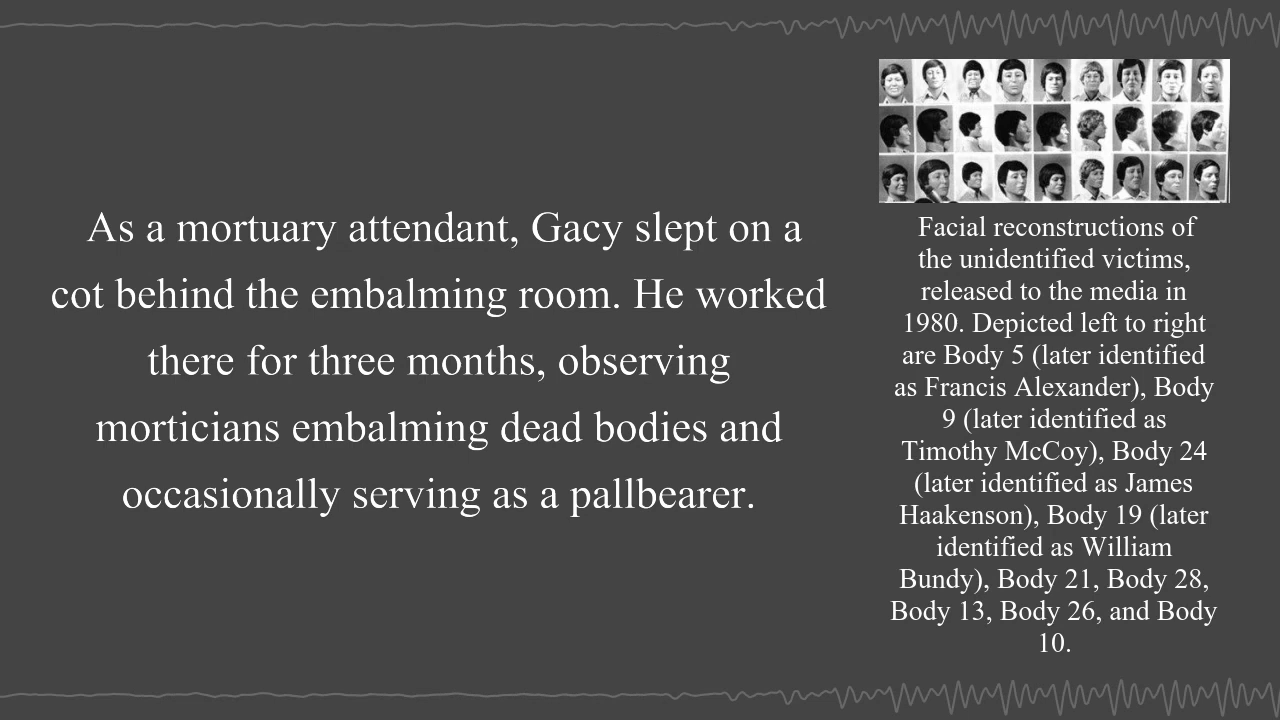 As a mortuary attendant, Gacy slept on a
cot behind the embalming room. He worked
there for three months, observing
morticians embalming dead bodies and
occasionally serving as a pallbearer.
Facial reconstructions of
the unidentified victims,
released to the media in
1980. Depicted left to right
are Body 5 (later identified
as Francis Alexander), Body
9 (later identified as
Timothy McCoy), Body 24
(later identified as James
Haakenson), Body 19 (later
identified as William
Bundy), Body 21, Body 28,
Body 13, Body 26, and Body
10.